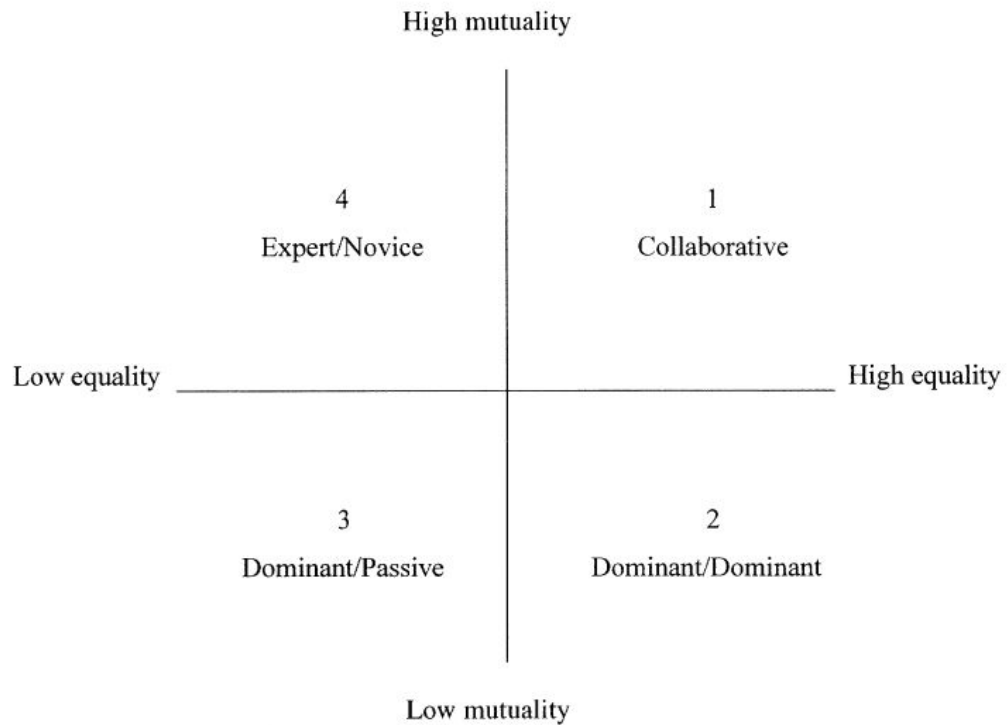 High mutuality
4
Expert/Novice
1
Collaborative
Low equality
High equality
3
Dominant/Passive
2
Dominant/Dominant
Low mutuality